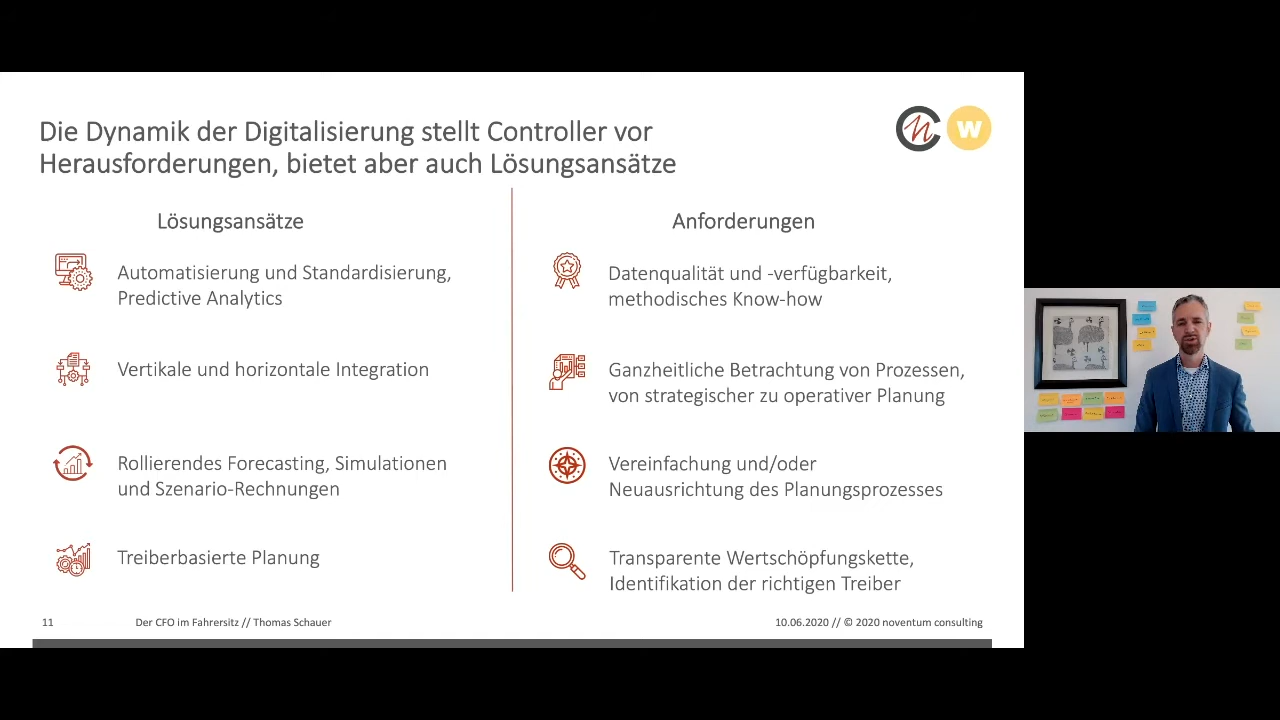 Die Dynamik der Digitalisierung stellt Controller vor
Herausforderungen, bietet aber auch Lösungsansätze
w
Lösungsansätze
Automatisierung und Standardisierung,
Predictive Analytics
Vertikale und horizontale Integration
Rollierendes Forecasting, Simulationen
und Szenario-Rechnungen
Treiberbasierte Planung
Anforderungen
Datenqualität und -verfügbarkeit,
methodisches Know-how
Ganzheitliche Betrachtung von Prozessen,
von strategischer zu operativer Planung
Vereinfachung und/oder
Neuausrichtung des Planungsprozesses
Transparente Wertschöpfungskette,
Identifikation der richtigen Treiber
11
Der CFO im Fahrersitz // Thomas Schauer
10.06.2020 // © 2020 noventum consulting